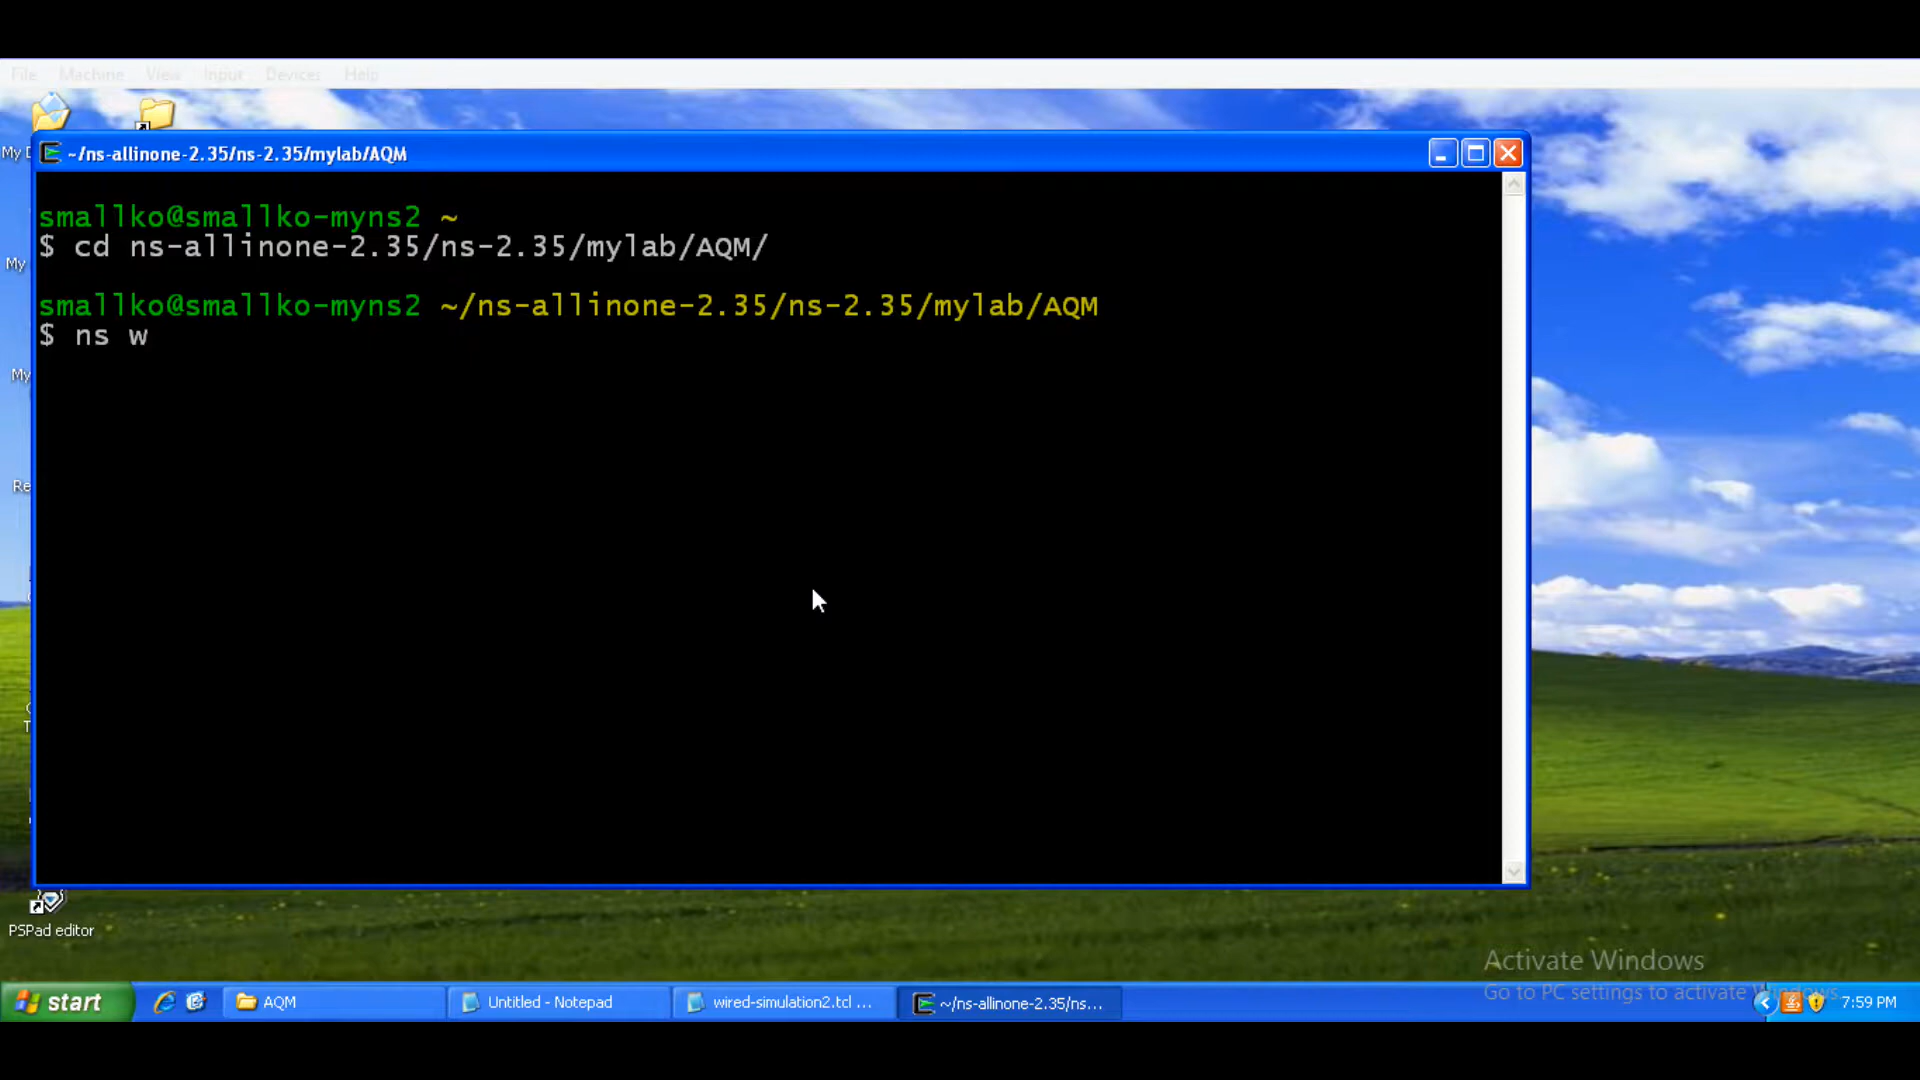 File Machine View Input Devices Help
~/ns-allinone-2.35/ns-2.35/mylab/AQM
smallko@smallko-myns2 ~
$ cd ns-allinone-2.35/ns-2.35/mylab/AQM/
smallko@smallko-myns2 ~/ns-allinone-2.35/ns-2.35/mylab/AQM
$ ns w
My
My
My
Re
PSPad editor
Activate Windows
Go to PC settings to activate Windows.
start AQM Untitled - Notepad wired-simulation2.tcl ... ~/ns-allinone-2.35/ns... 7:59 PM